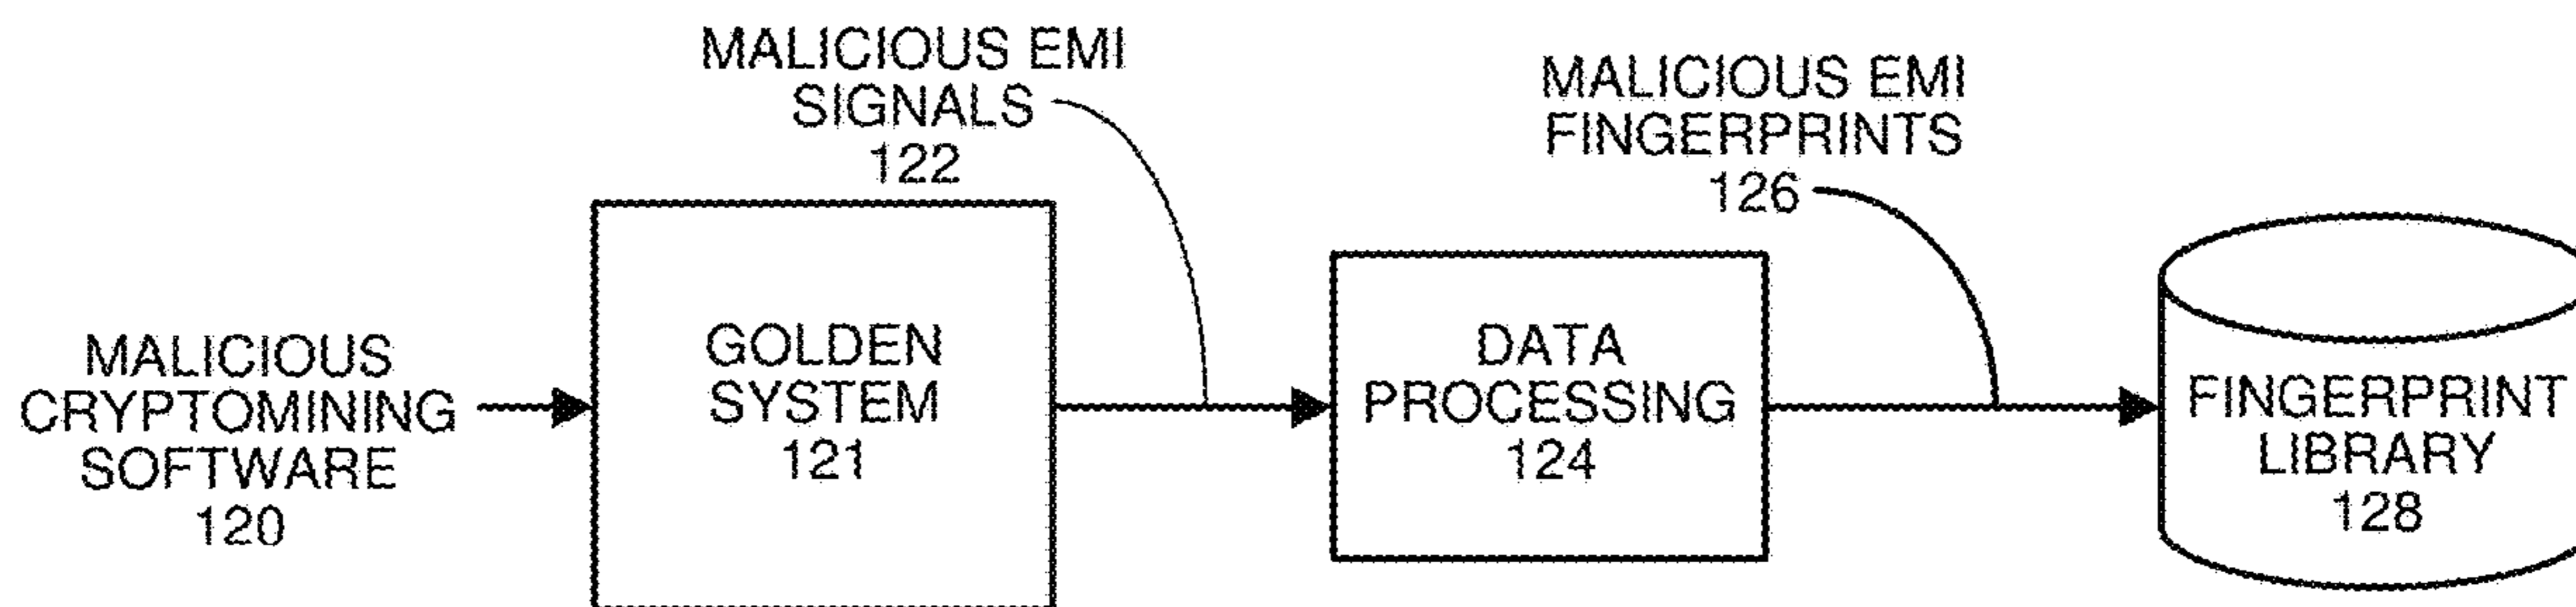 MALICIOUS EMI
SIGNALS
122
MALICIOUS EMI
FINGERPRINTS
126
MALICIOUS
CRYPTOMINING
SOFTWARE
120
GOLDEN
SYSTEM
121
DATA
PROCESSING
124
FINGERPRINT
LIBRARY
128